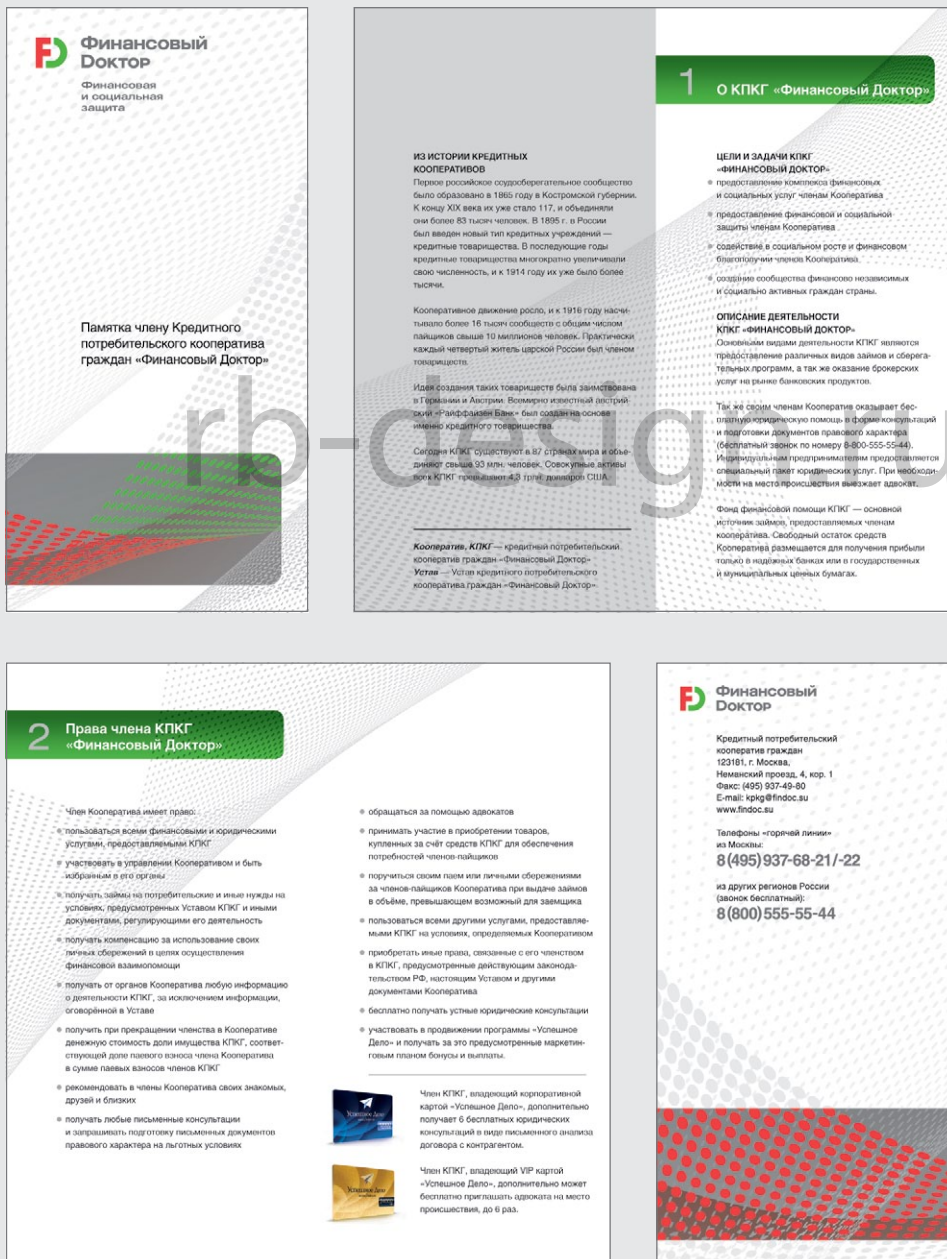 Финансовый
Dоктор
Финансовая
и социальная
защита
Памятка члену Кредитного
потребительского кооператива
граждан «Финансовый Доктор»
ИЗ ИСТОРИИ КРЕДИТНЫХ
КООПЕРАТИВОВ
Первое российское ссудосберегательное сообщество
было образовано в 1865 году в Костромской губернии.
К концу XIX века их уже стало 117, и объединяли
они более 83 тысяч человек. В 1895 г. в России
был введен новый тип кредитных учреждений —
кредитные товарищества. В последующие годы
кредитные товарищества многократно увеличивали
свою численность, и к 1914 году их уже было более
тысячи.
Кооперативное движение росло, и к 1916 году насчи-
тывало более 16 тысяч сообществ с общим числом
пайщиков свыше 10 миллионов человек. Практически
каждый четвертый житель царской России был членом
товариществ.
Идея создания таких товариществ была заимствована
в Германии и Австрии. Всемирно известный австрий-
ский «Райффайзен Банк» был создан на основе
именно кредитного товарищества.
Сегодня КПКГ существуют в 87 странах мира и объе-
диняют свыше 93 млн. человек. Совокупные активы
всех КПКГ превышают 4,3 трлн. долларов США.
Кооператив, КПКГ — кредитный потребительский
кооператив граждан «Финансовый Доктор»
Устав — Устав кредитного потребительского
кооператива граждан «Финансовый Доктор»
1 О КПКГ «Финансовый Доктор»
ЦЕЛИ И ЗАДАЧИ КПКГ
«ФИНАНСОВЫЙ ДОКТОР»
предоставление комплекса финансовых
и социальных услуг членам Кооператива
предоставление финансовой и социальной
защиты членам Кооператива
содействие в социальном росте и финансовом
благополучии членов Кооператива
создание сообщества финансово независимых
и социально активных граждан страны.
ОПИСАНИЕ ДЕЯТЕЛЬНОСТИ
КПКГ «ФИНАНСОВЫЙ ДОКТОР»
Основными видами деятельности КПКГ являются
предоставление различных видов займов и сберега-
тельных программ, а так же оказание брокерских
услуг на рынке банковских продуктов.
Так же своим членам Кооператив оказывает бес-
платную юридическую помощь в форме консультаций
и подготовки документов правового характера
(бесплатный звонок по номеру 8-800-555-55-44).
Индивидуальным предпринимателям предоставляется
специальный пакет юридических услуг. При необходи-
мости на место происшествия выезжает адвокат.
Фонд финансовой помощи КПКГ — основной
источник займов, предоставляемых членам
кооператива. Свободный остаток средств
Кооператива размещается для получения прибыли
только в надёжных банках или в государственных
и муниципальных ценных бумагах.
rb-design.ru
2 Права члена КПКГ
«Финансовый Доктор»
Член Кооператива имеет право:
пользоваться всеми финансовыми и юридическими
услугами, предоставляемыми КПКГ
участвовать в управлении Кооперативом и быть
избранным в его органы
получать займы на потребительские и иные нужды на
условиях, предусмотренных Уставом КПКГ и иными
документами, регулирующими его деятельность
получать компенсацию за использование своих
личных сбережений в целях осуществления
финансовой взаимопомощи
получать от органов Кооператива любую информацию
о деятельности КПКГ, за исключением информации,
оговорённой в Уставе
получить при прекращении членства в Кооперативе
денежную стоимость доли имущества КПКГ, соответ-
ствующей доле паевого взноса члена Кооператива
в сумме паевых взносов членов КПКГ
рекомендовать в члены Кооператива своих знакомых,
друзей и близких
получать любые письменные консультации
и запрашивать подготовку письменных документов
правового характера на льготных условиях
обращаться за помощью адвокатов
принимать участие в приобретении товаров,
купленных за счёт средств КПКГ для обеспечения
потребностей членов-пайщиков
поручиться своим паем или личными сбережениями
за членов-пайщиков Кооператива при выдаче займов
в объёме, превышающем возможный для заемщика
пользоваться всеми другими услугами, предоставляе-
мыми КПКГ на условиях, определяемых Кооперативом
приобретать иные права, связанные с его членством
в КПКГ, предусмотренные действующим законода-
тельством РФ, настоящим Уставом и другими
документами Кооператива
бесплатно получать устные юридические консультации
участвовать в продвижении программы «Успешное
Дело» и получать за это предусмотренные маркетин-
говым планом бонусы и выплаты.
Успешное Дело
Член КПКГ, владеющий корпоративной
картой «Успешное Дело», дополнительно
получает 6 бесплатных юридических
консультаций в виде письменного анализа
договора с контрагентом.
Успешное Дело
Член КПКГ, владеющий VIP картой
«Успешное Дело», дополнительно может
бесплатно приглашать адвоката на место
происшествия, до 6 раз.
Финансовый
Dоктор
Кредитный потребительский
кооператив граждан
123181, г. Москва,
Неманский проезд, 4, кор. 1
Факс: (495) 937-49-80
E-mail: kpkg@findoc.su
www.findoc.su
Телефоны «горячей линии»
из Москвы:
8(495)937-68-21/-22
из других регионов России
(звонок бесплатный):
8(800)555-55-44